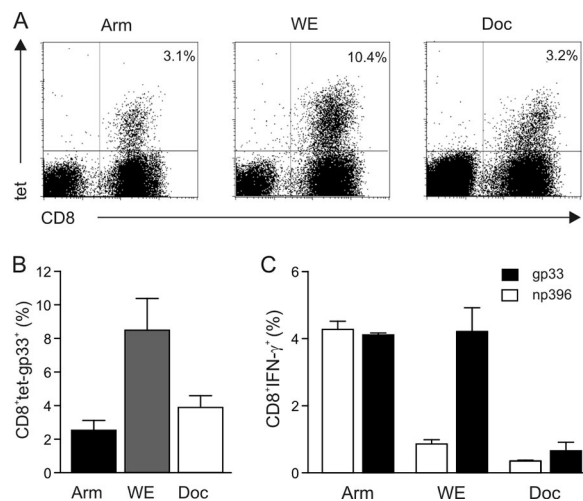 A
Arm
WE
Doc
3.1%
10.4%
3.2%
tet
CD8
B
CD8⁺tet-gp33⁺ (%)
12
10
8
6
4
2
0
Arm WE Doc
C
gp33
np396
CD8⁺IFN-γ⁺ (%)
6
4
2
0
Arm WE Doc